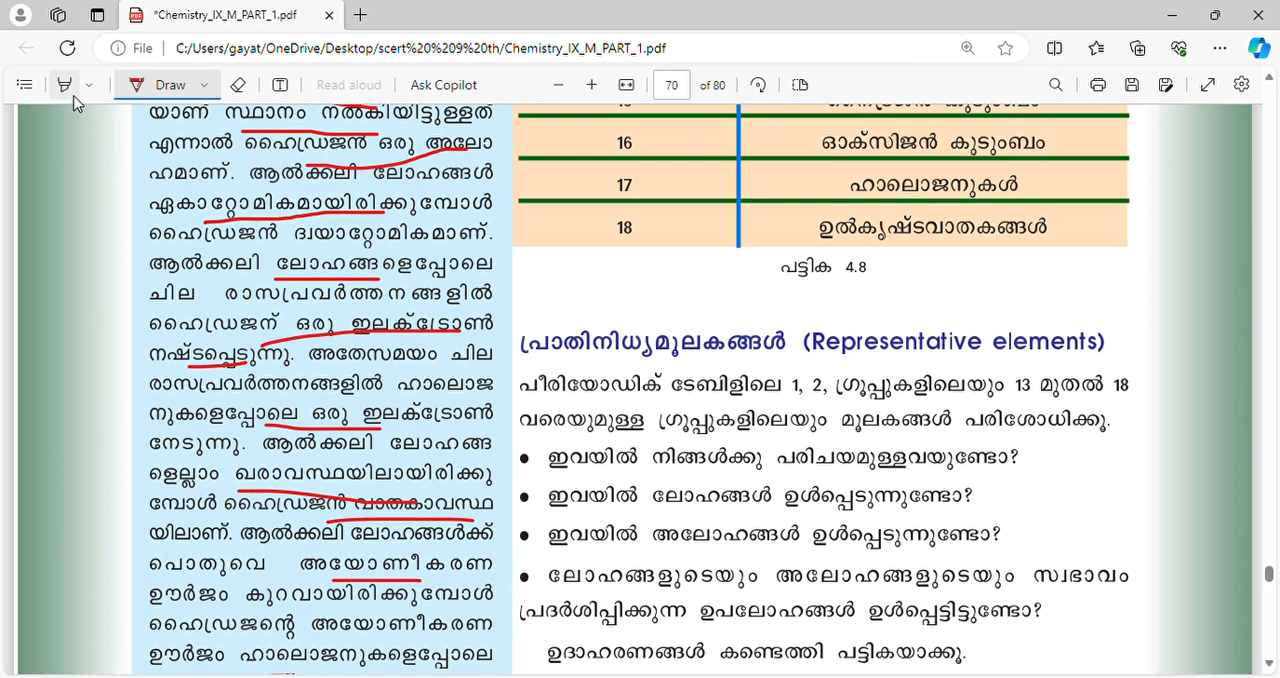 *Chemistry_IX_M_PART_1.pdf
File C:/Users/gayat/OneDrive/Desktop/scert%20%209%20th/Chemistry_IX_M_PART_1.pdf
Draw Read aloud Ask Copilot 70 of 80
യാണ് സ്ഥാനം നൽകിയിട്ടുള്ളത്
എന്നാൽ ഹൈഡ്രജൻ ഒരു അലോ
ഹമാണ്. ആൽക്കലി ലോഹങ്ങൾ
ഏകാറ്റോമികമായിരിക്കുമ്പോൾ
ഹൈഡ്രജൻ ദ്വയാറ്റോമികമാണ്.
ആൽക്കലി ലോഹങ്ങളെപ്പോലെ
ചില രാസപ്രവർത്തനങ്ങളിൽ
ഹൈഡ്രജന് ഒരു ഇലക്ട്രോൺ
നഷ്ടപ്പെടുന്നു. അതേസമയം ചില
രാസപ്രവർത്തനങ്ങളിൽ ഹാലൊജ
നുകളെപ്പോലെ ഒരു ഇലക്ട്രോൺ
നേടുന്നു. ആൽക്കലി ലോഹങ്ങ
ളെല്ലാം ഖരാവസ്ഥയിലായിരിക്കു
മ്പോൾ ഹൈഡ്രജൻ വാതകാവസ്ഥ
യിലാണ്. ആൽക്കലി ലോഹങ്ങൾക്ക്
പൊതുവെ അയോണീകരണ
ഊർജം കുറവായിരിക്കുമ്പോൾ
ഹൈഡ്രജന്റെ അയോണീകരണ
ഊർജം ഹാലൊജനുകളെപ്പോലെ
16 ഓക്സിജൻ കുടുംബം
17 ഹാലൊജനുകൾ
18 ഉൽകൃഷ്ടവാതകങ്ങൾ
പട്ടിക 4.8
പ്രാതിനിധ്യമൂലകങ്ങൾ (Representative elements)
പീരിയോഡിക് ടേബിളിലെ 1, 2, ഗ്രൂപ്പുകളിലെയും 13 മുതൽ 18
വരെയുമുള്ള ഗ്രൂപ്പുകളിലെയും മൂലകങ്ങൾ പരിശോധിക്കൂ.
• ഇവയിൽ നിങ്ങൾക്കു പരിചയമുള്ളവയുണ്ടോ?
• ഇവയിൽ ലോഹങ്ങൾ ഉൾപ്പെടുന്നുണ്ടോ?
• ഇവയിൽ അലോഹങ്ങൾ ഉൾപ്പെടുന്നുണ്ടോ?
• ലോഹങ്ങളുടെയും അലോഹങ്ങളുടെയും സ്വഭാവം
പ്രദർശിപ്പിക്കുന്ന ഉപലോഹങ്ങൾ ഉൾപ്പെട്ടിട്ടുണ്ടോ?
ഉദാഹരണങ്ങൾ കണ്ടെത്തി പട്ടികയാക്കൂ.